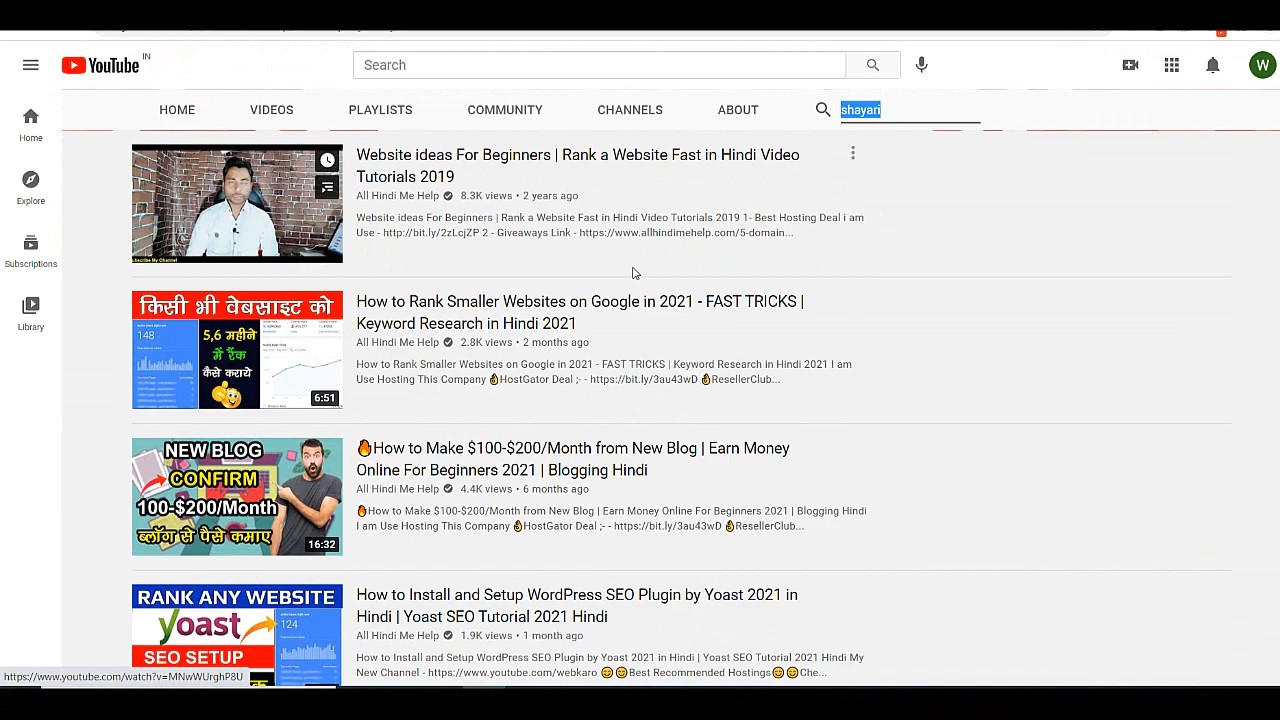 YouTube IN
Search
W
HOME VIDEOS PLAYLISTS COMMUNITY CHANNELS ABOUT shayari
Home
Explore
Subscriptions
Library
Website ideas For Beginners | Rank a Website Fast in Hindi Video
Tutorials 2019
All Hindi Me Help 8.3K views • 2 years ago
Website ideas For Beginners | Rank a Website Fast in Hindi Video Tutorials 2019 1- Best Hosting Deal i am
Use - http://bit.ly/2zLcjZP 2 - Giveaways Link - https://www.allhindimehelp.com/5-domain...
किसी भी वेबसाइट को
148
5,6 महीने
में रैंक
कैसे कराये
6:51
How to Rank Smaller Websites on Google in 2021 - FAST TRICKS |
Keyword Research in Hindi 2021
All Hindi Me Help 2.8K views • 2 months ago
How to Rank Smaller Websites on Google in 2021 - FAST TRICKS | Keyword Research in Hindi 2021 I am
Use Hosting This Company 👌HostGator Deal ;- - https://bit.ly/3au43wD 👌ResellerClub...
NEW BLOG
CONFIRM
100-$200/Month
ब्लॉग से पैसे कमाए
16:32
🔥How to Make $100-$200/Month from New Blog | Earn Money
Online For Beginners 2021 | Blogging Hindi
All Hindi Me Help 4.4K views • 6 months ago
🔥How to Make $100-$200/Month from New Blog | Earn Money Online For Beginners 2021 | Blogging Hindi
I am Use Hosting This Company 👌HostGator Deal ;- - https://bit.ly/3au43wD 👌ResellerClub...
RANK ANY WEBSITE
yoast
124
SEO SETUP
How to Install and Setup WordPress SEO Plugin by Yoast 2021 in
Hindi | Yoast SEO Tutorial 2021 Hindi
All Hindi Me Help 1.9K views • 1 month ago
How to Install and Setup WordPress SEO Plugin by Yoast 2021 in Hindi | Yoast SEO Tutorial 2021 Hindi My
https://www.youtube.com/watch?v=MNwWUrghP8U